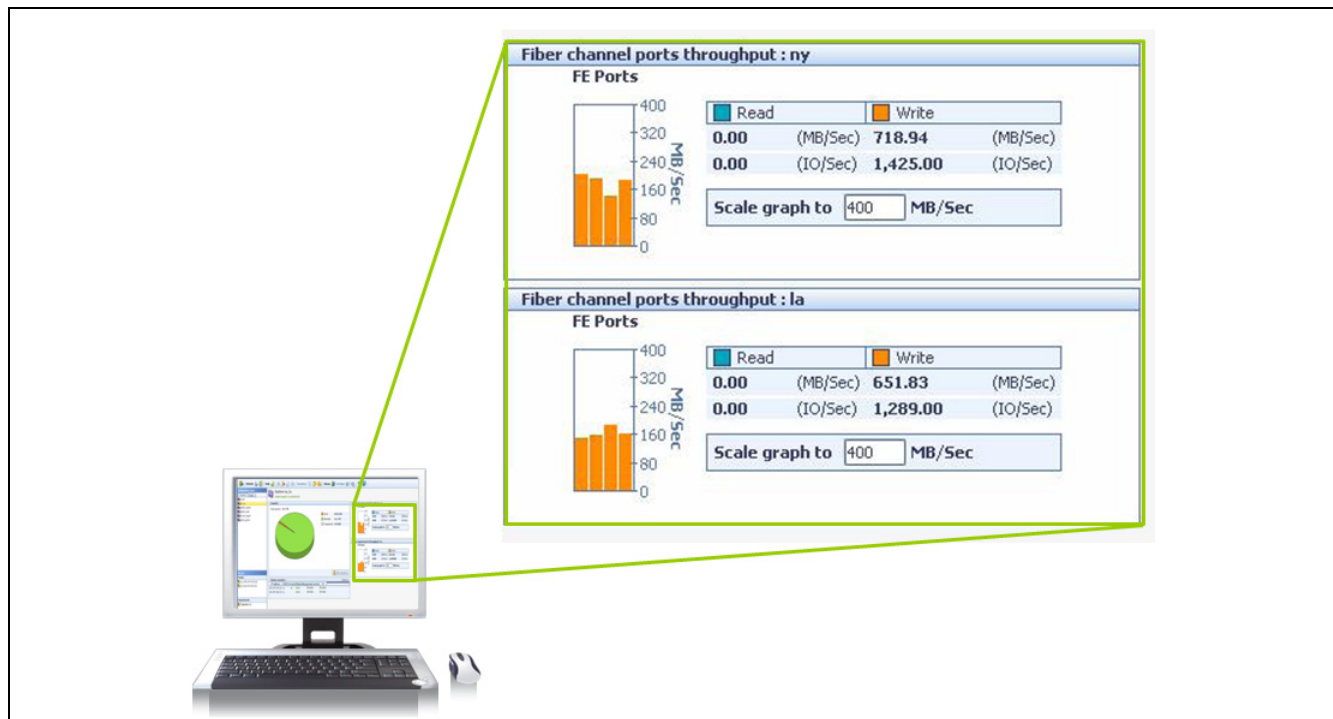 Fiber channel ports throughput : ny
FE Ports
400
320
240
160
80
0
MB/Sec
Read Write
0.00 (MB/Sec) 718.94 (MB/Sec)
0.00 (IO/Sec) 1,425.00 (IO/Sec)
Scale graph to 400 MB/Sec
Fiber channel ports throughput : la
FE Ports
400
320
240
160
80
0
MB/Sec
Read Write
0.00 (MB/Sec) 651.83 (MB/Sec)
0.00 (IO/Sec) 1,289.00 (IO/Sec)
Scale graph to 400 MB/Sec